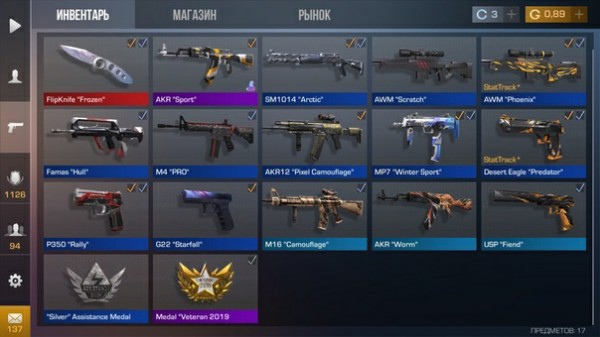 ИНВЕНТАРЬ МАГАЗИН РЫНОК C 3 + G 0,89 +
FlipKnife "Frozen" AKR "Sport" SM1014 "Arctic" AWM "Scratch" StatTrack* AWM "Phoenix"
Famas "Hull" M4 "PRO" AKR12 "Pixel Camouflage" MP7 "Winter Sport" StatTrack* Desert Eagle "Predator"
1126
P350 "Rally" G22 "Starfall" M16 "Camouflage" AKR "Worm" USP "Fiend"
94
"Silver" Assistance Medal Medal "Veteran 2019
137
ПРЕДМЕТОВ: 17